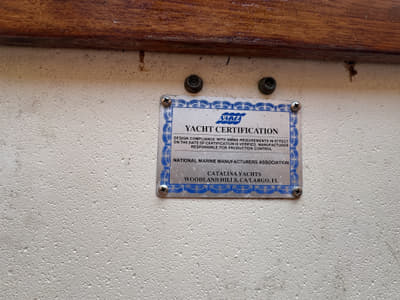 YACHT CERTIFICATION
DESIGN COMPLIANCE WITH NMMA REQUIREMENTS IN EFFECT
ON THE DATE OF CERTIFICATION IS VERIFIED. MANUFACTURER
RESPONSIBLE FOR PRODUCTION CONTROL.
NATIONAL MARINE MANUFACTURERS ASSOCIATION
CATALINA YACHTS
WOODLAND HILLS, CA/LARGO, FL